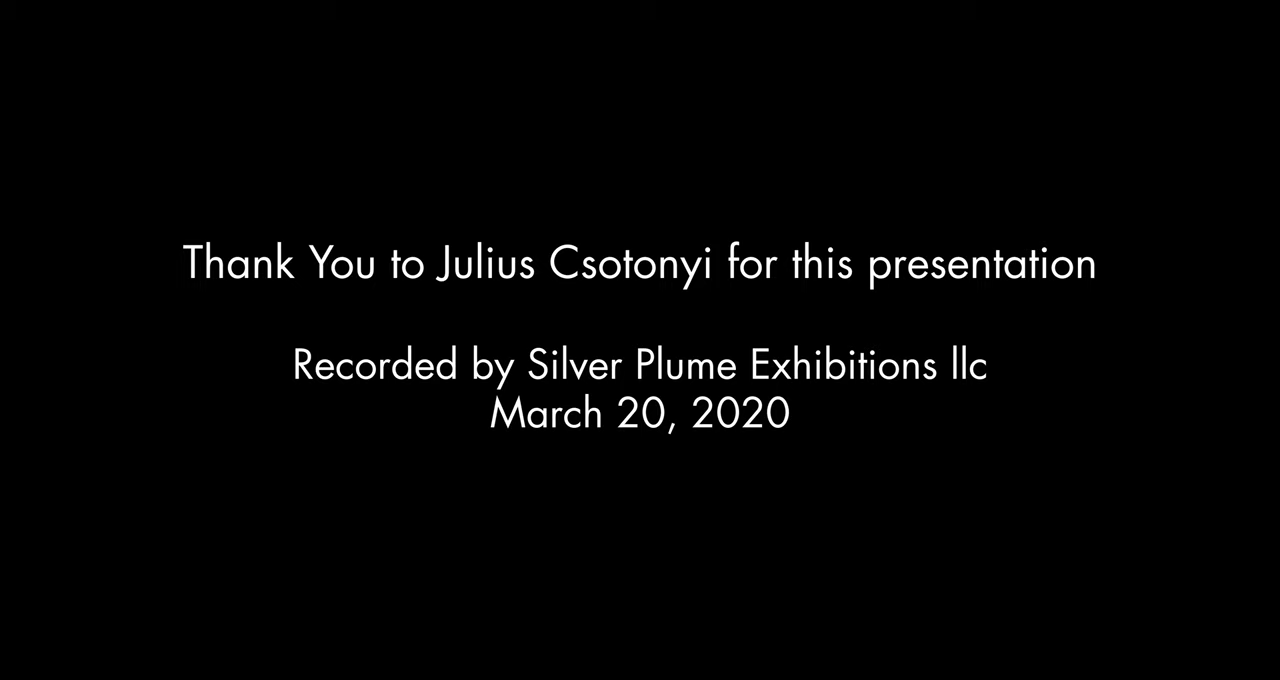 Thank You to Julius Csotonyi for this presentation
Recorded by Silver Plume Exhibitions llc
March 20, 2020